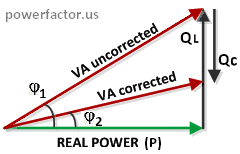 powerfactor.us
VA uncorrected
QL
QC
VA corrected
φ1
φ2
REAL POWER (P)